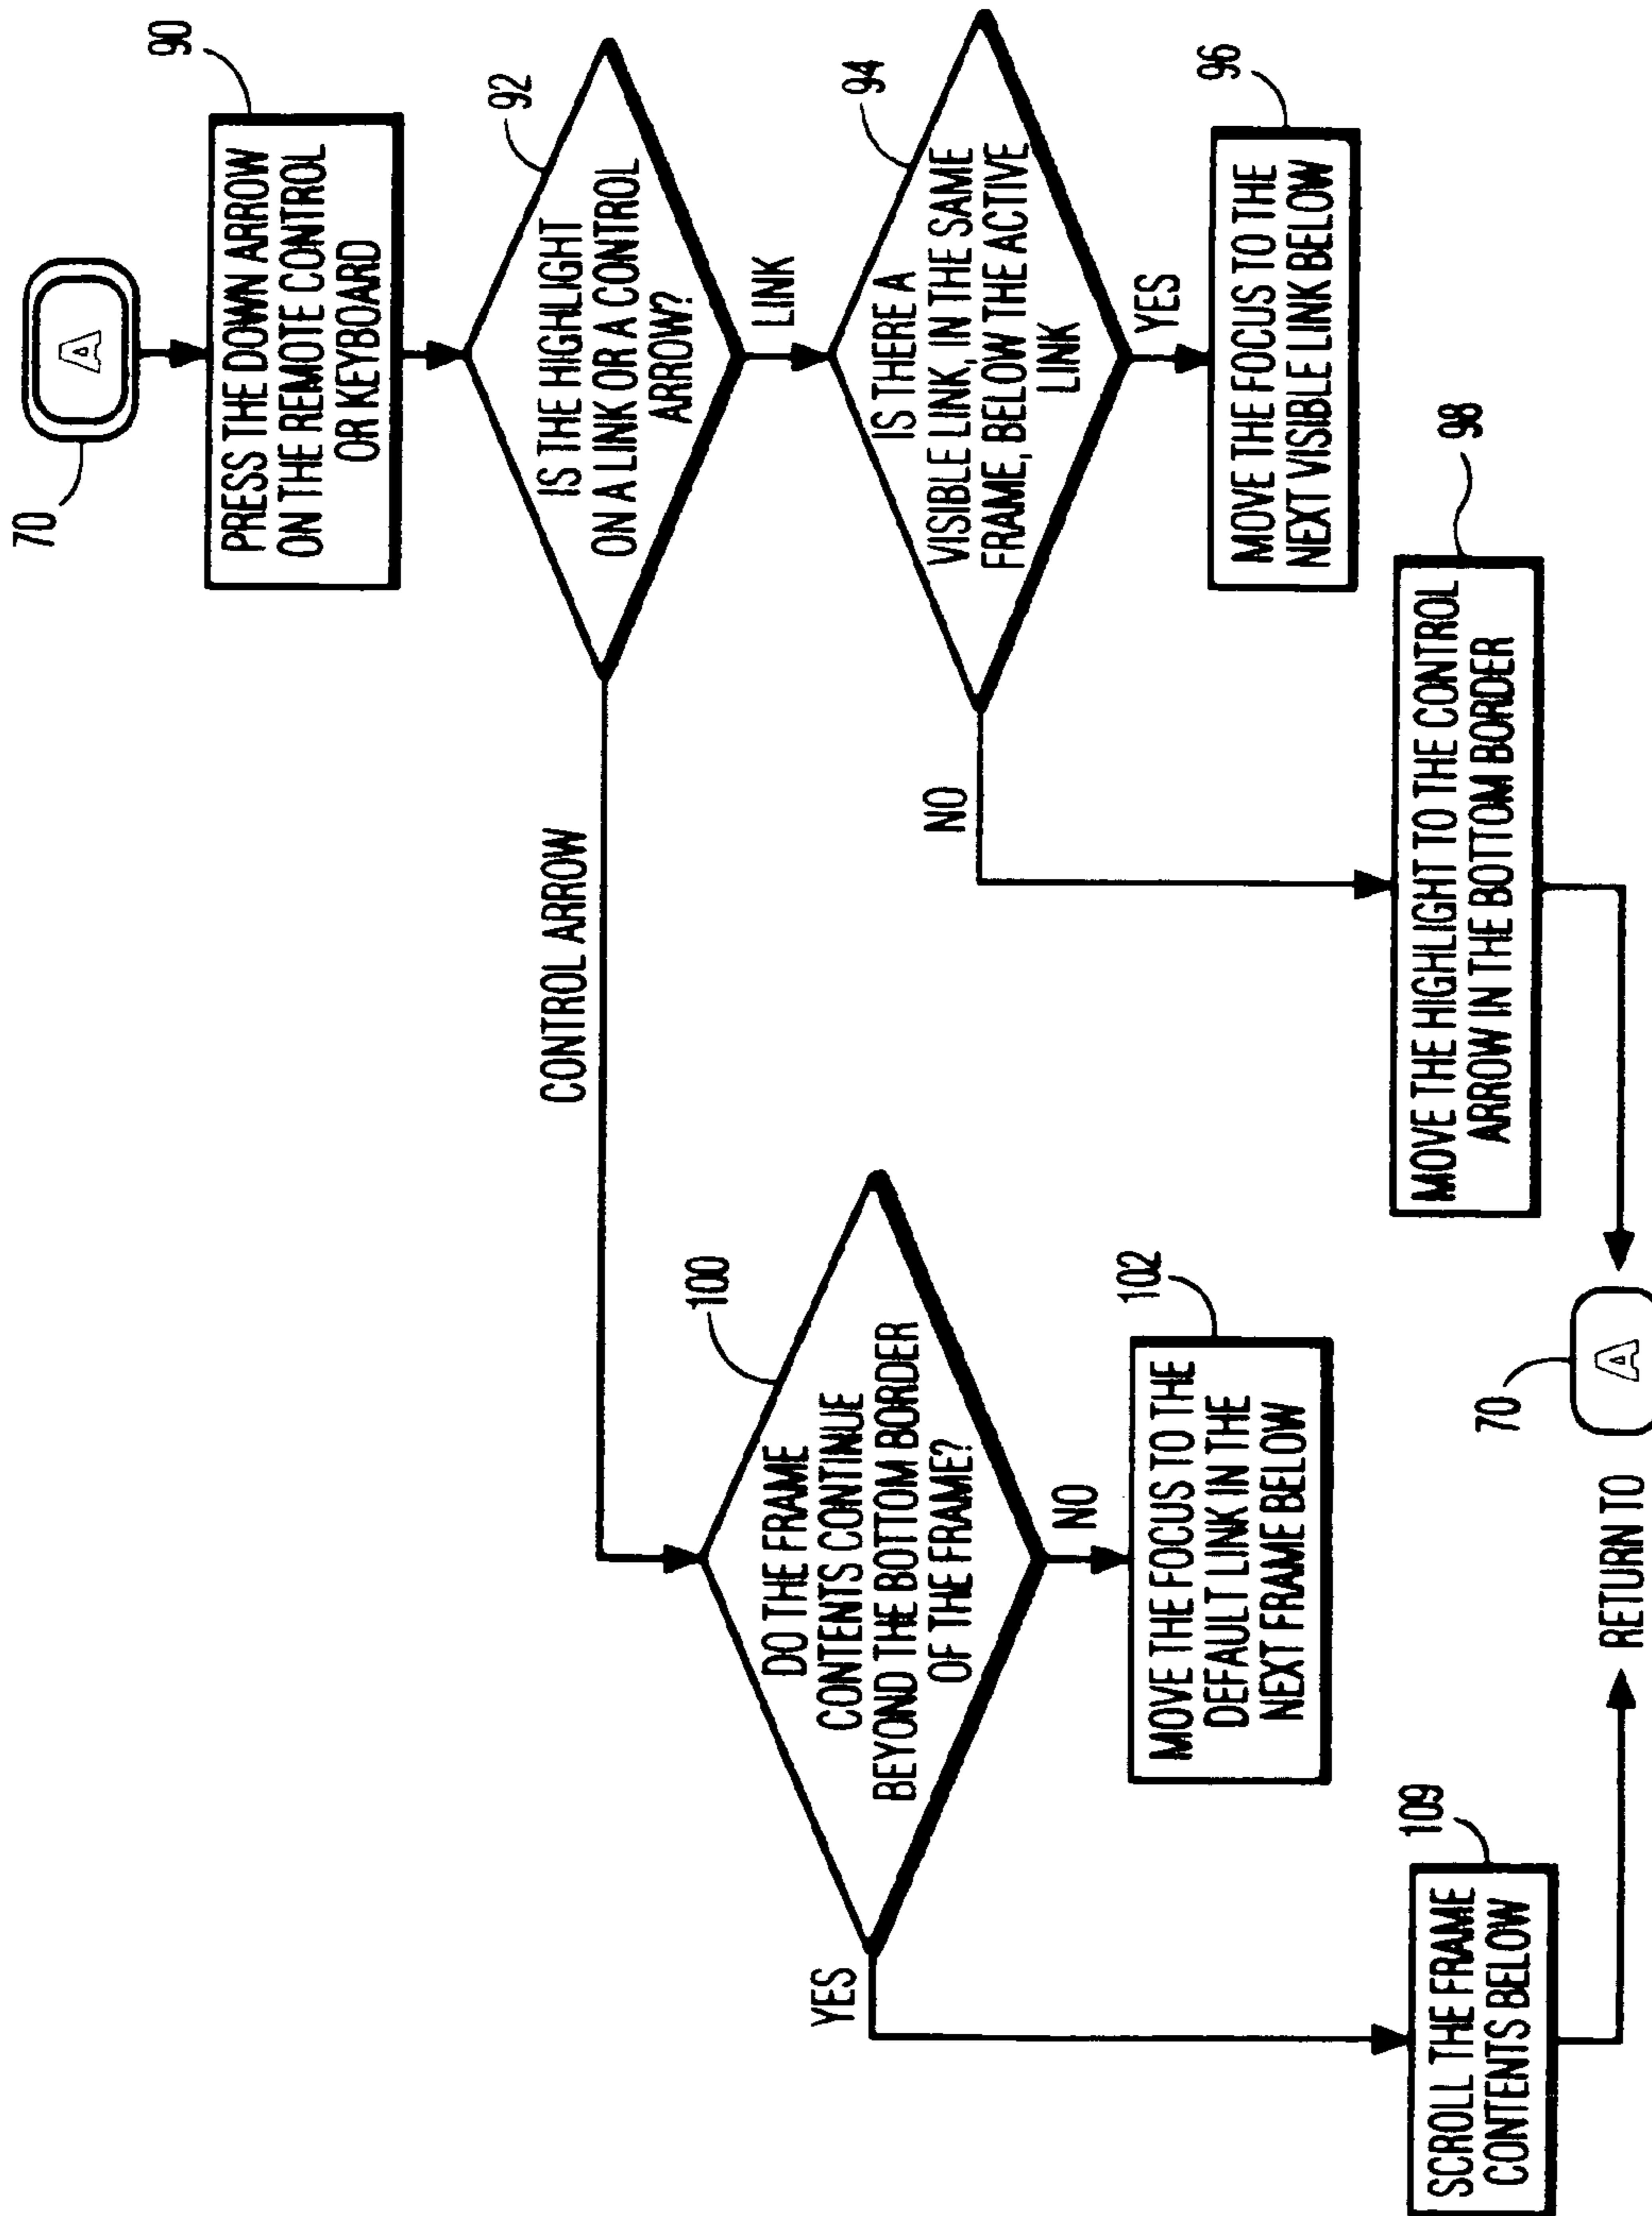 70
A
90
PRESS THE DOWN ARROW
ON THE REMOTE CONTROL
OR KEYBOARD
92
IS THE HIGHLIGHT
ON A LINK OR A CONTROL
ARROW?
CONTROL ARROW
LINK
94
IS THERE A
VISIBLE LINK, IN THE SAME
FRAME, BELOW THE ACTIVE
LINK
NO
YES
96
MOVE THE FOCUS TO THE
NEXT VISIBLE LINK BELOW
98
MOVE THE HIGHLIGHT TO THE CONTROL
ARROW IN THE BOTTOM BORDER
100
DO THE FRAME
CONTENTS CONTINUE
BEYOND THE BOTTOM BORDER
OF THE FRAME?
YES
NO
102
MOVE THE FOCUS TO THE
DEFAULT LINK IN THE
NEXT FRAME BELOW
109
SCROLL THE FRAME
CONTENTS BELOW
RETURN TO
70
A